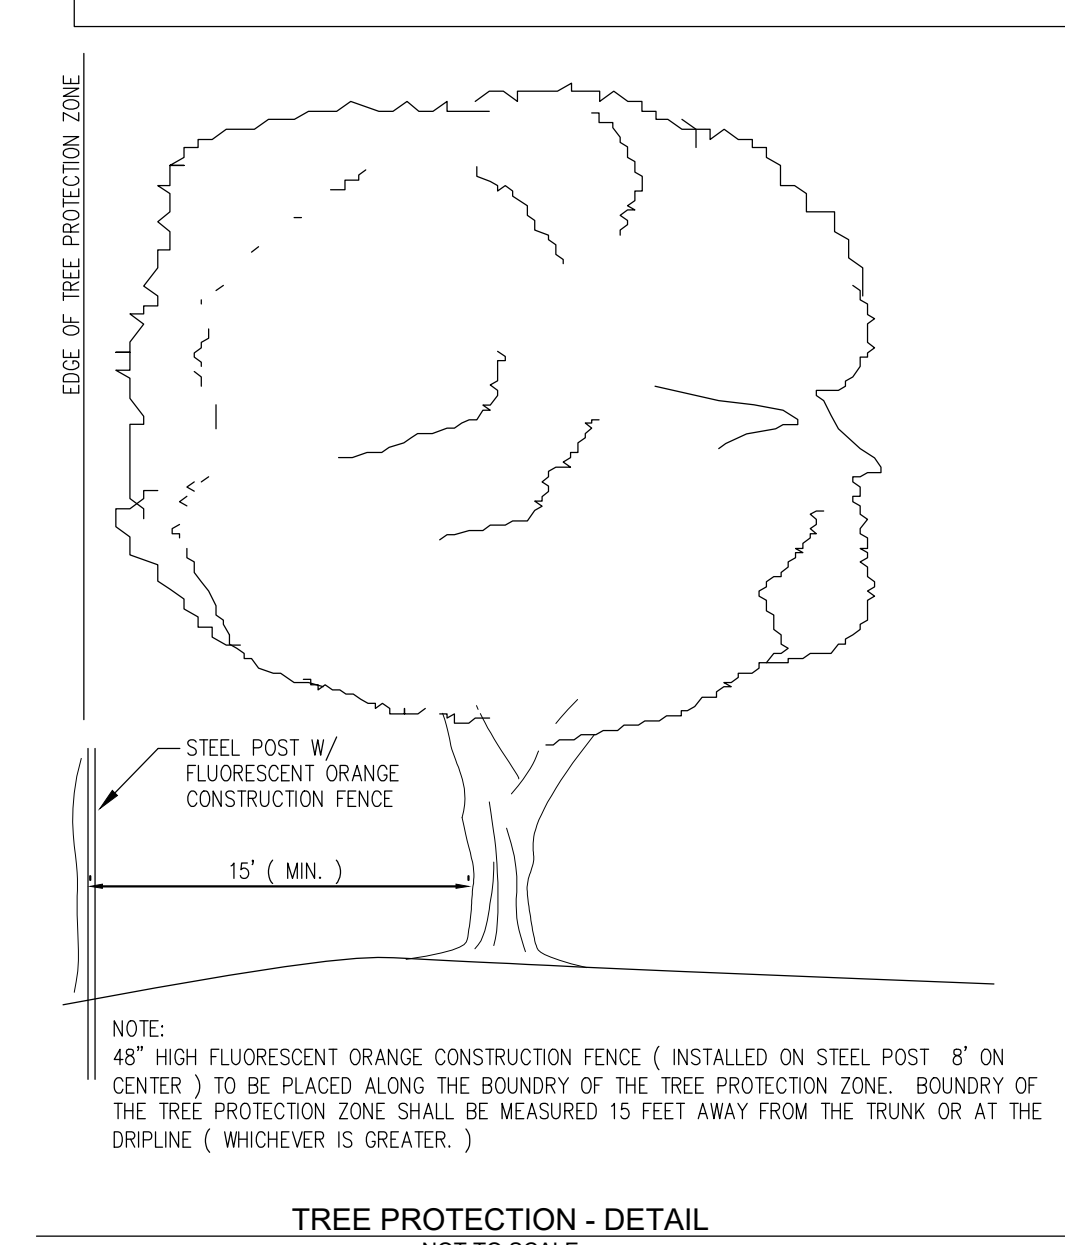 EDGE OF TREE PROTECTION ZONE
STEEL POST W/
FLUORESCENT ORANGE
CONSTRUCTION FENCE
15' ( MIN. )
NOTE:
48" HIGH FLUORESCENT ORANGE CONSTRUCTION FENCE ( INSTALLED ON STEEL POST 8' ON
CENTER ) TO BE PLACED ALONG THE BOUNDRY OF THE TREE PROTECTION ZONE. BOUNDRY OF
THE TREE PROTECTION ZONE SHALL BE MEASURED 15 FEET AWAY FROM THE TRUNK OR AT THE
DRIPLINE ( WHICHEVER IS GREATER. )
TREE PROTECTION - DETAIL
NOT TO SCALE